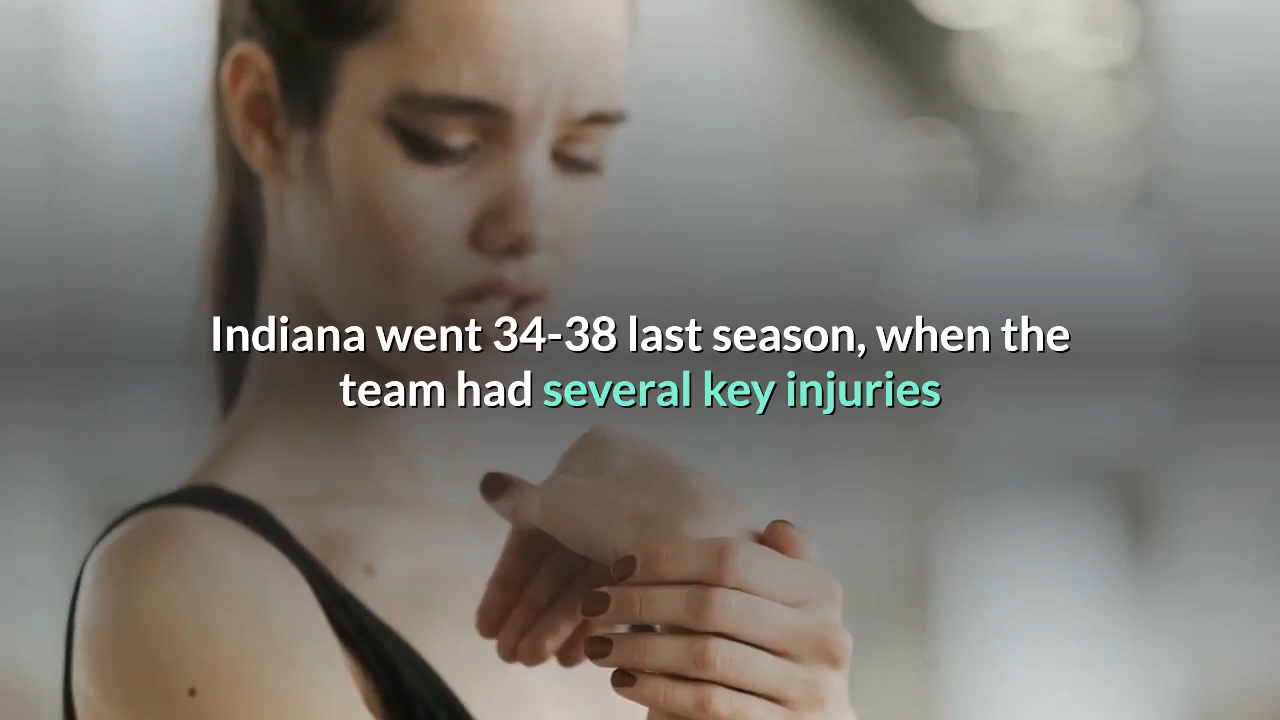 Indiana went 34-38 last season, when the
team had several key injuries